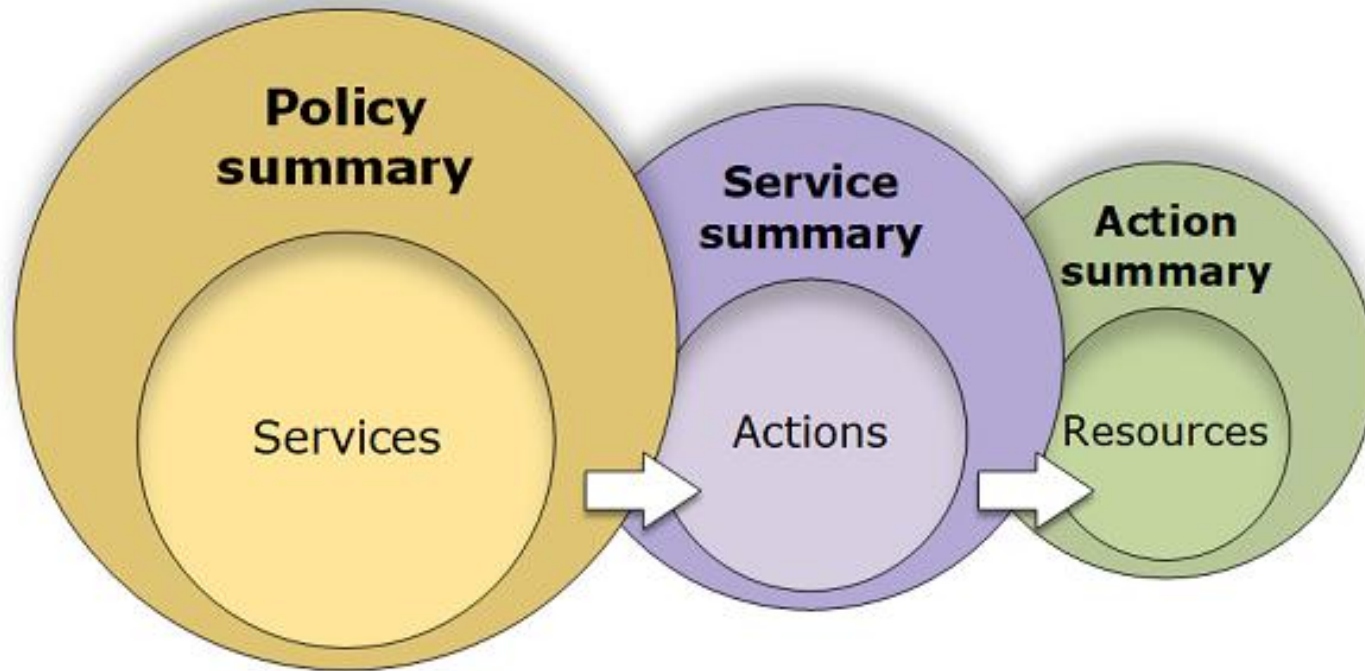 Policy
summary
Services
Service
summary
Actions
Action
summary
Resources